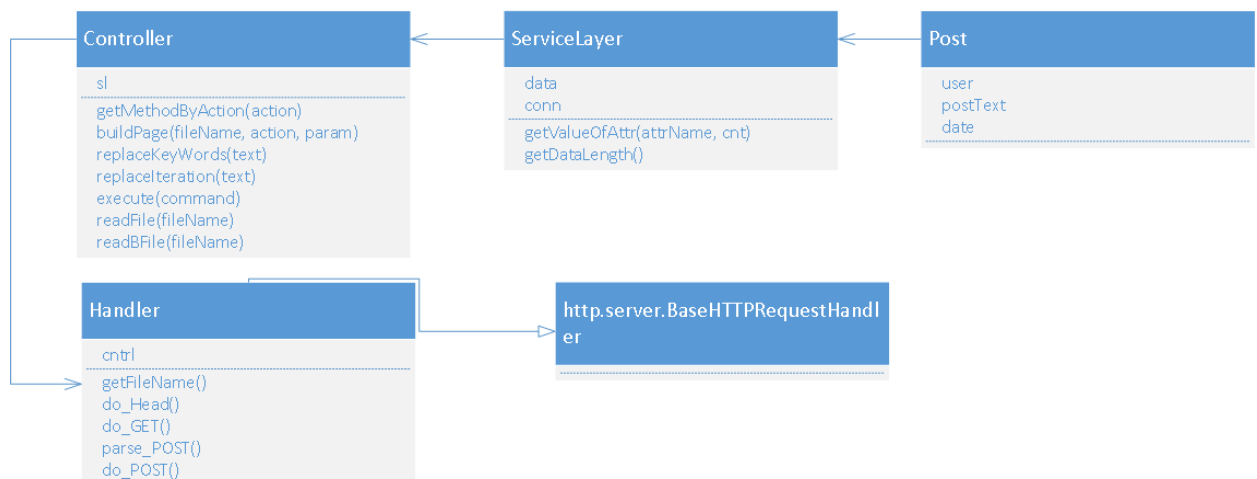 Controller
sl
getMethodByAction(action)
buildPage(fileName, action, param)
replaceKeyWords(text)
replaceIteration(text)
execute(command)
readFile(fileName)
readBFile(fileName)
ServiceLayer
data
conn
getValueOfAttr(attrName, cnt)
getDataLength()
Post
user
postText
date
Handler
cntrl
getFileName()
do_Head()
do_GET()
parse_POST()
do_POST()
http.server.BaseHTTPRequestHandl
er